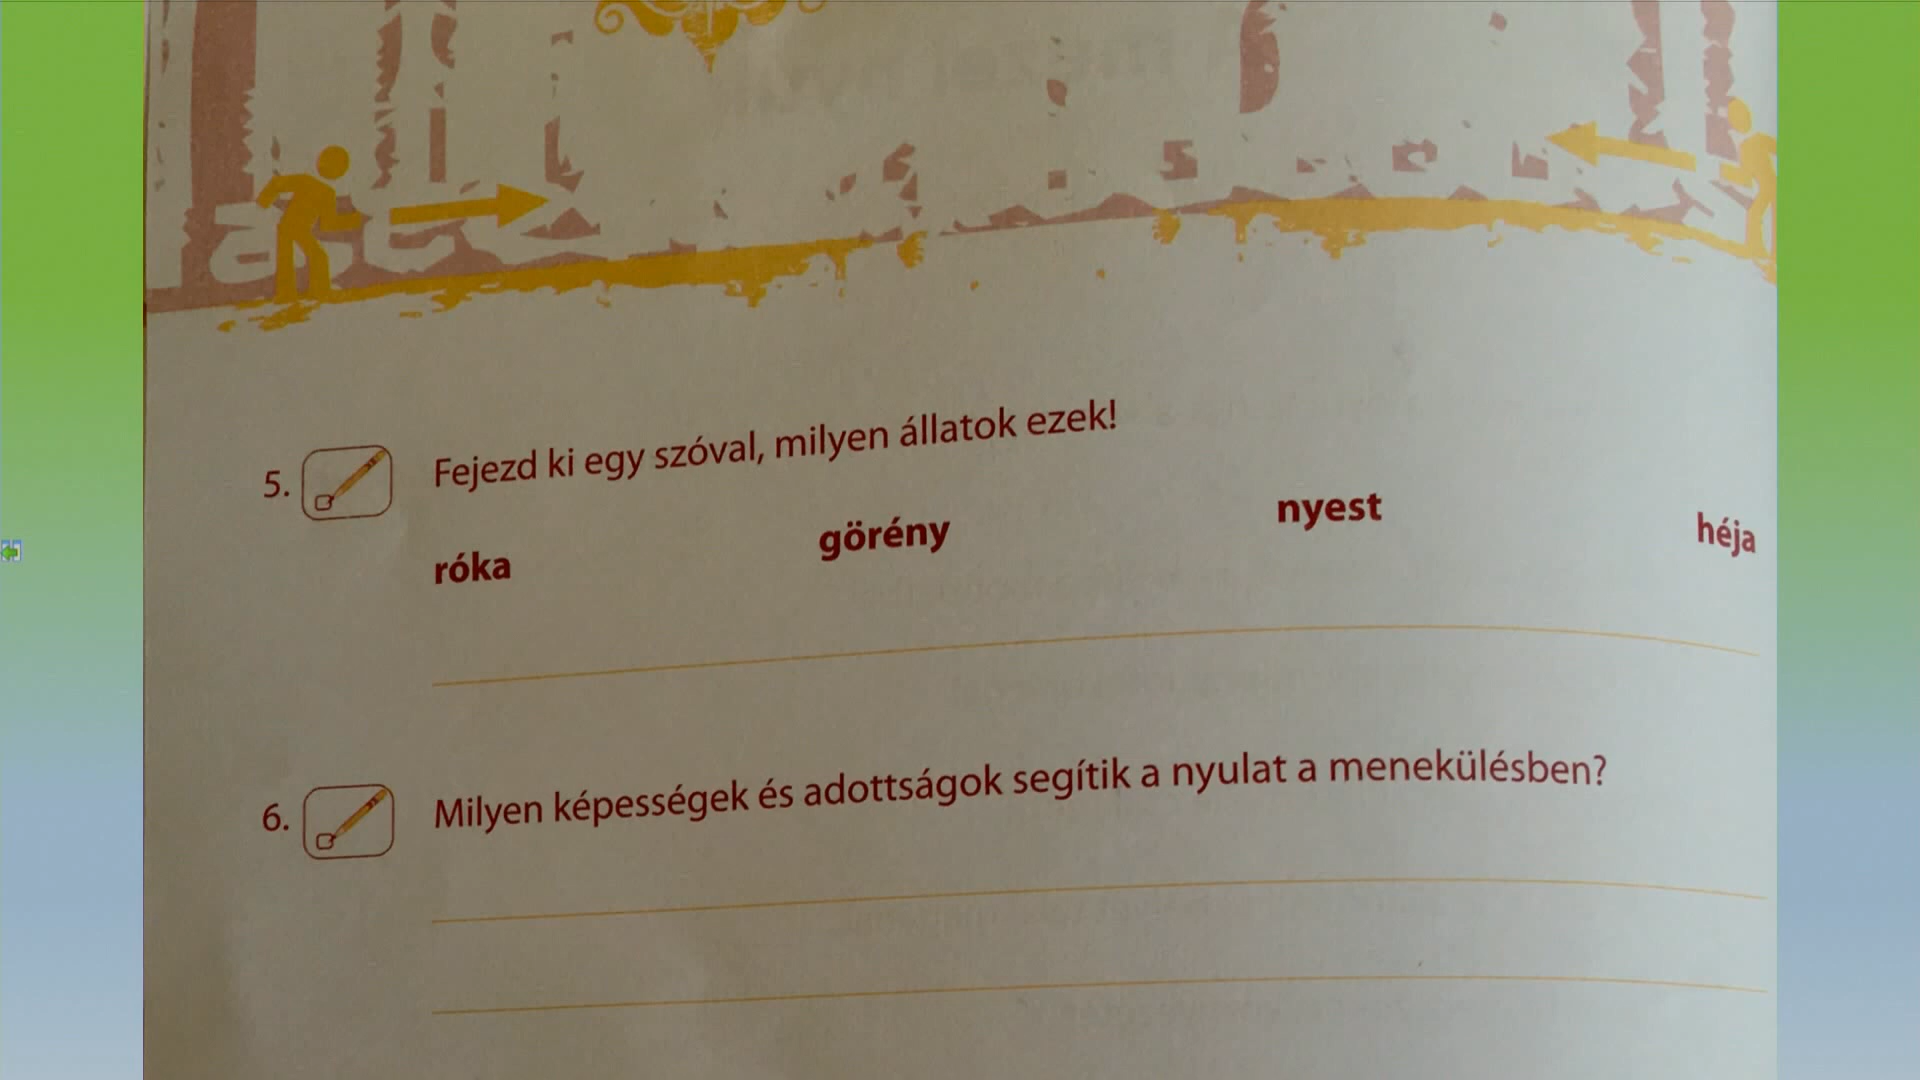 5. Fejezd ki egy szóval, milyen állatok ezek!
róka görény nyest héja
6. Milyen képességek és adottságok segítik a nyulat a menekülésben?